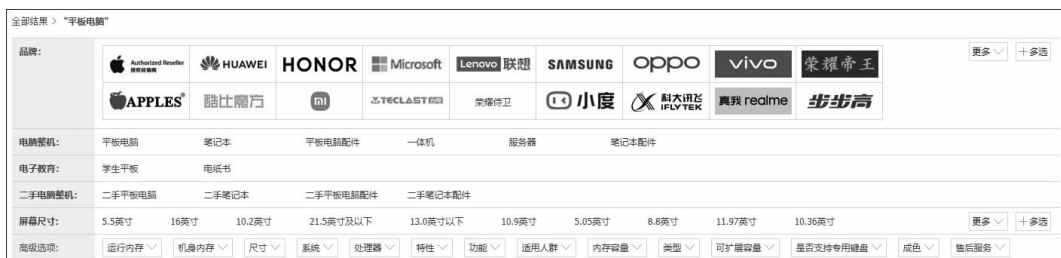 全部结果 > "平板电脑"
品牌: Authorized Reseller 授权经销商 HUAWEI HONOR Microsoft Lenovo 联想 SAMSUNG oppo vivo 荣耀帝王 更多 +多选
APPLES 酷比魔方 mi TECLAST 台电 荣耀侍卫 小度 科大讯飞 iFLYTEK 真我 realme 步步高
电脑整机: 平板电脑 笔记本 平板电脑配件 一体机 服务器 笔记本配件
电子教育: 学生平板 电纸书
二手电脑整机: 二手平板电脑 二手笔记本 二手平板电脑配件 二手笔记本配件
屏幕尺寸: 5.5英寸 16英寸 10.2英寸 21.5英寸及以下 13.0英寸以下 10.9英寸 5.05英寸 8.8英寸 11.97英寸 10.36英寸 更多 +多选
高级选项: 运行内存 机身内存 尺寸 系统 处理器 特性 功能 适用人群 内存容量 类型 可扩展容量 是否支持专用键盘 成色 售后服务